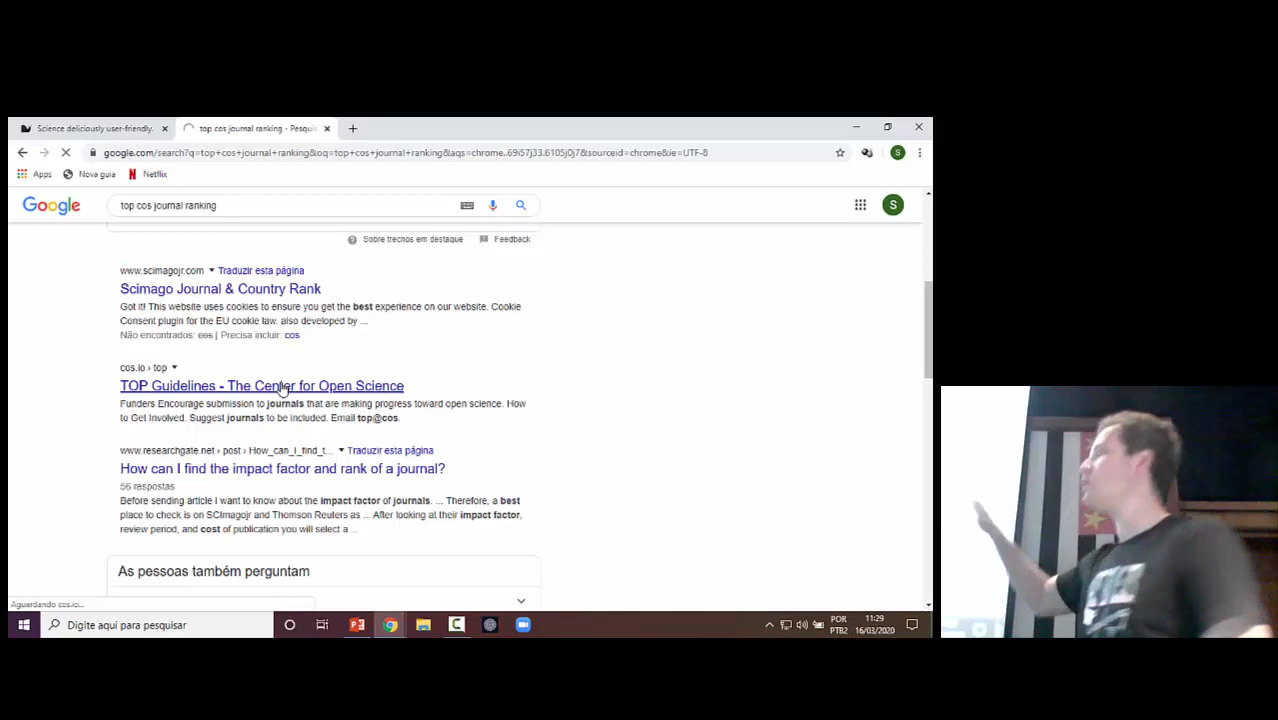 Science deliciously user-friendly.
top cos journal ranking - Pesqui
google.com/search?q=top+cos+journal+ranking&oq=top+cos+journal+ranking&aqs=chrome..69i57j33.6105j0j7&sourceid=chrome&ie=UTF-8
Apps Nova guia Netflix
Google top cos journal ranking S
Sobre trechos em destaque Feedback
www.scimagojr.com Traduzir esta página
Scimago Journal & Country Rank
Got it! This website uses cookies to ensure you get the best experience on our website. Cookie
Consent plugin for the EU cookie law. also developed by ...
Não encontrados: cos | Precisa incluir: cos
cos.io › top
TOP Guidelines - The Center for Open Science
Funders Encourage submission to journals that are making progress toward open science. How
to Get Involved. Suggest journals to be included. Email top@cos.
www.researchgate.net › post › How_can_I_find_t... Traduzir esta página
How can I find the impact factor and rank of a journal?
56 respostas
Before sending article I want to know about the impact factor of journals. ... Therefore, a best
place to check is on SCImagojr and Thomson Reuters as ... After looking at their impact factor,
review period, and cost of publication you will select a ...
As pessoas também perguntam
Aguardando cos.io...
Digite aqui para pesquisar
POR
PTB2
11:29
16/03/2020